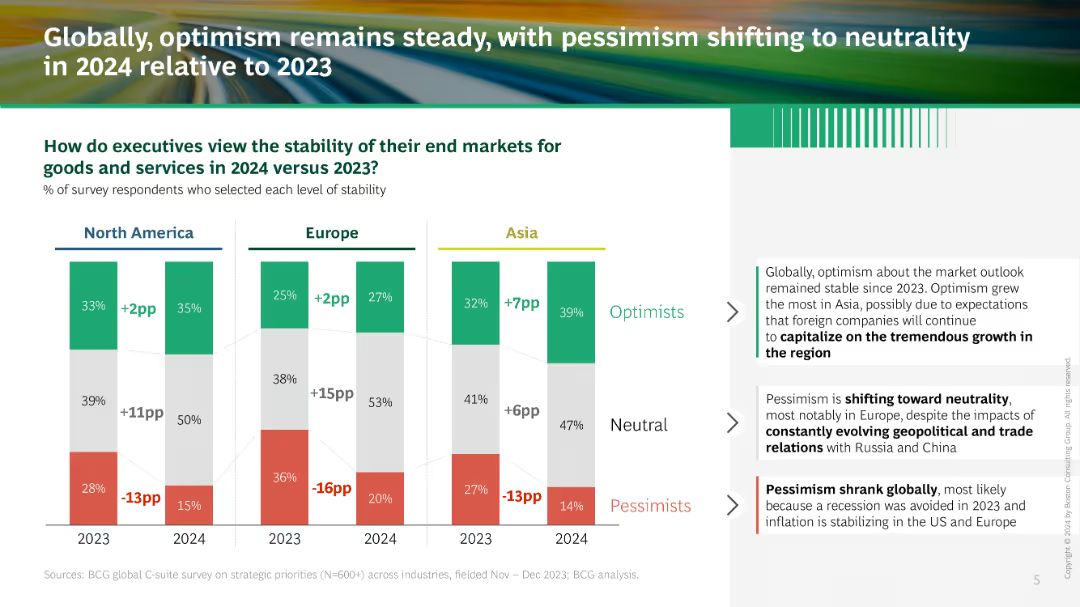 Globally, optimism remains steady, with pessimism shifting to neutrality
in 2024 relative to 2023
How do executives view the stability of their end markets for
goods and services in 2024 versus 2023?
% of survey respondents who selected each level of stability
North America
Europe
Asia
33%
+2pp
35%
25%
+2pp
27%
32%
+7pp
39%
Optimists
39%
+11pp
50%
38%
+15pp
53%
41%
+6pp
47%
Neutral
28%
-13pp
15%
36%
-16pp
20%
27%
-13pp
14%
Pessimists
2023
2024
2023
2024
2023
2024
Globally, optimism about the market outlook
remained stable since 2023. Optimism grew
the most in Asia, possibly due to expectations
that foreign companies will continue
to capitalize on the tremendous growth in
the region
Pessimism is shifting toward neutrality,
most notably in Europe, despite the impacts of
constantly evolving geopolitical and trade
relations with Russia and China
Pessimism shrank globally, most likely
because a recession was avoided in 2023 and
inflation is stabilizing in the US and Europe
Sources: BCG global C-suite survey on strategic priorities (N=600+) across industries, fielded Nov – Dec 2023; BCG analysis.
5
Copyright © 2024 by Boston Consulting Group. All rights reserved.